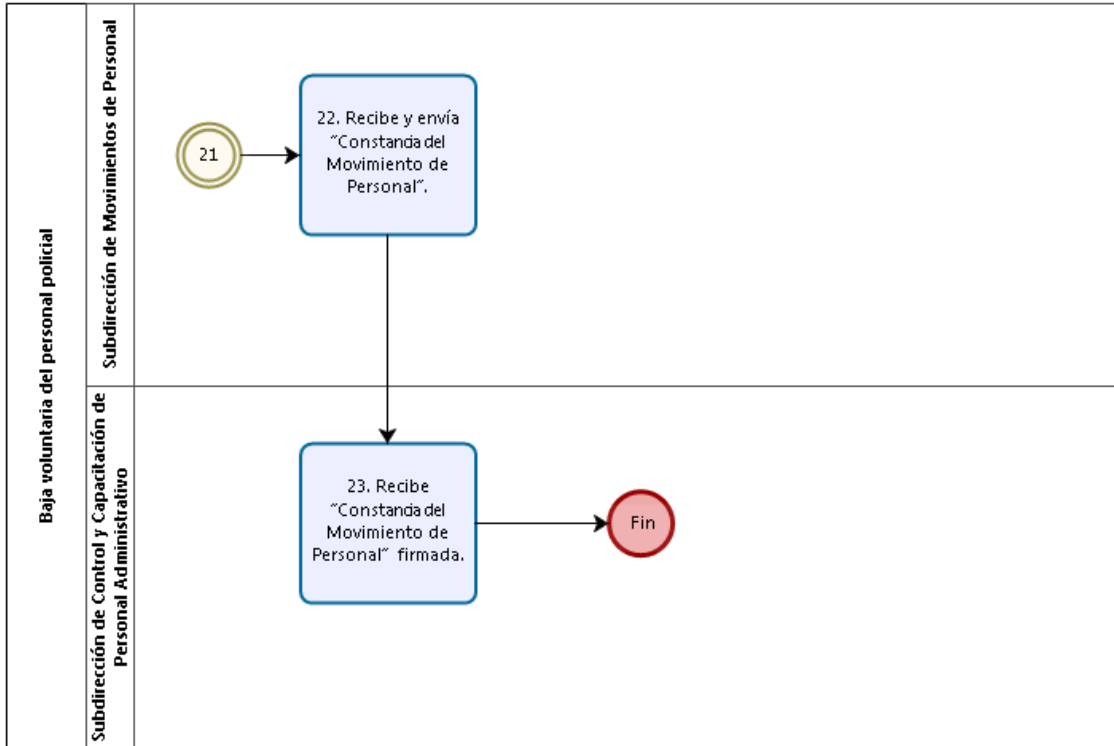 Baja voluntaria del personal policial
Subdirección de Movimientos de Personal
21
22. Recibe y envía
“Constancia del
Movimiento de
Personal”.
Subdirección de Control y Capacitación de
Personal Administrativo
23. Recibe
“Constancia del
Movimiento de
Personal” firmada.
Fin